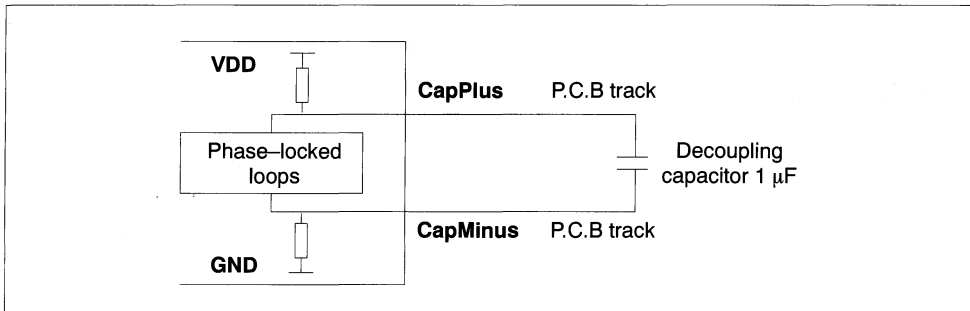 VDD
CapPlus P.C.B track
Phase–locked
loops
Decoupling
capacitor 1 μF
CapMinus P.C.B track
GND